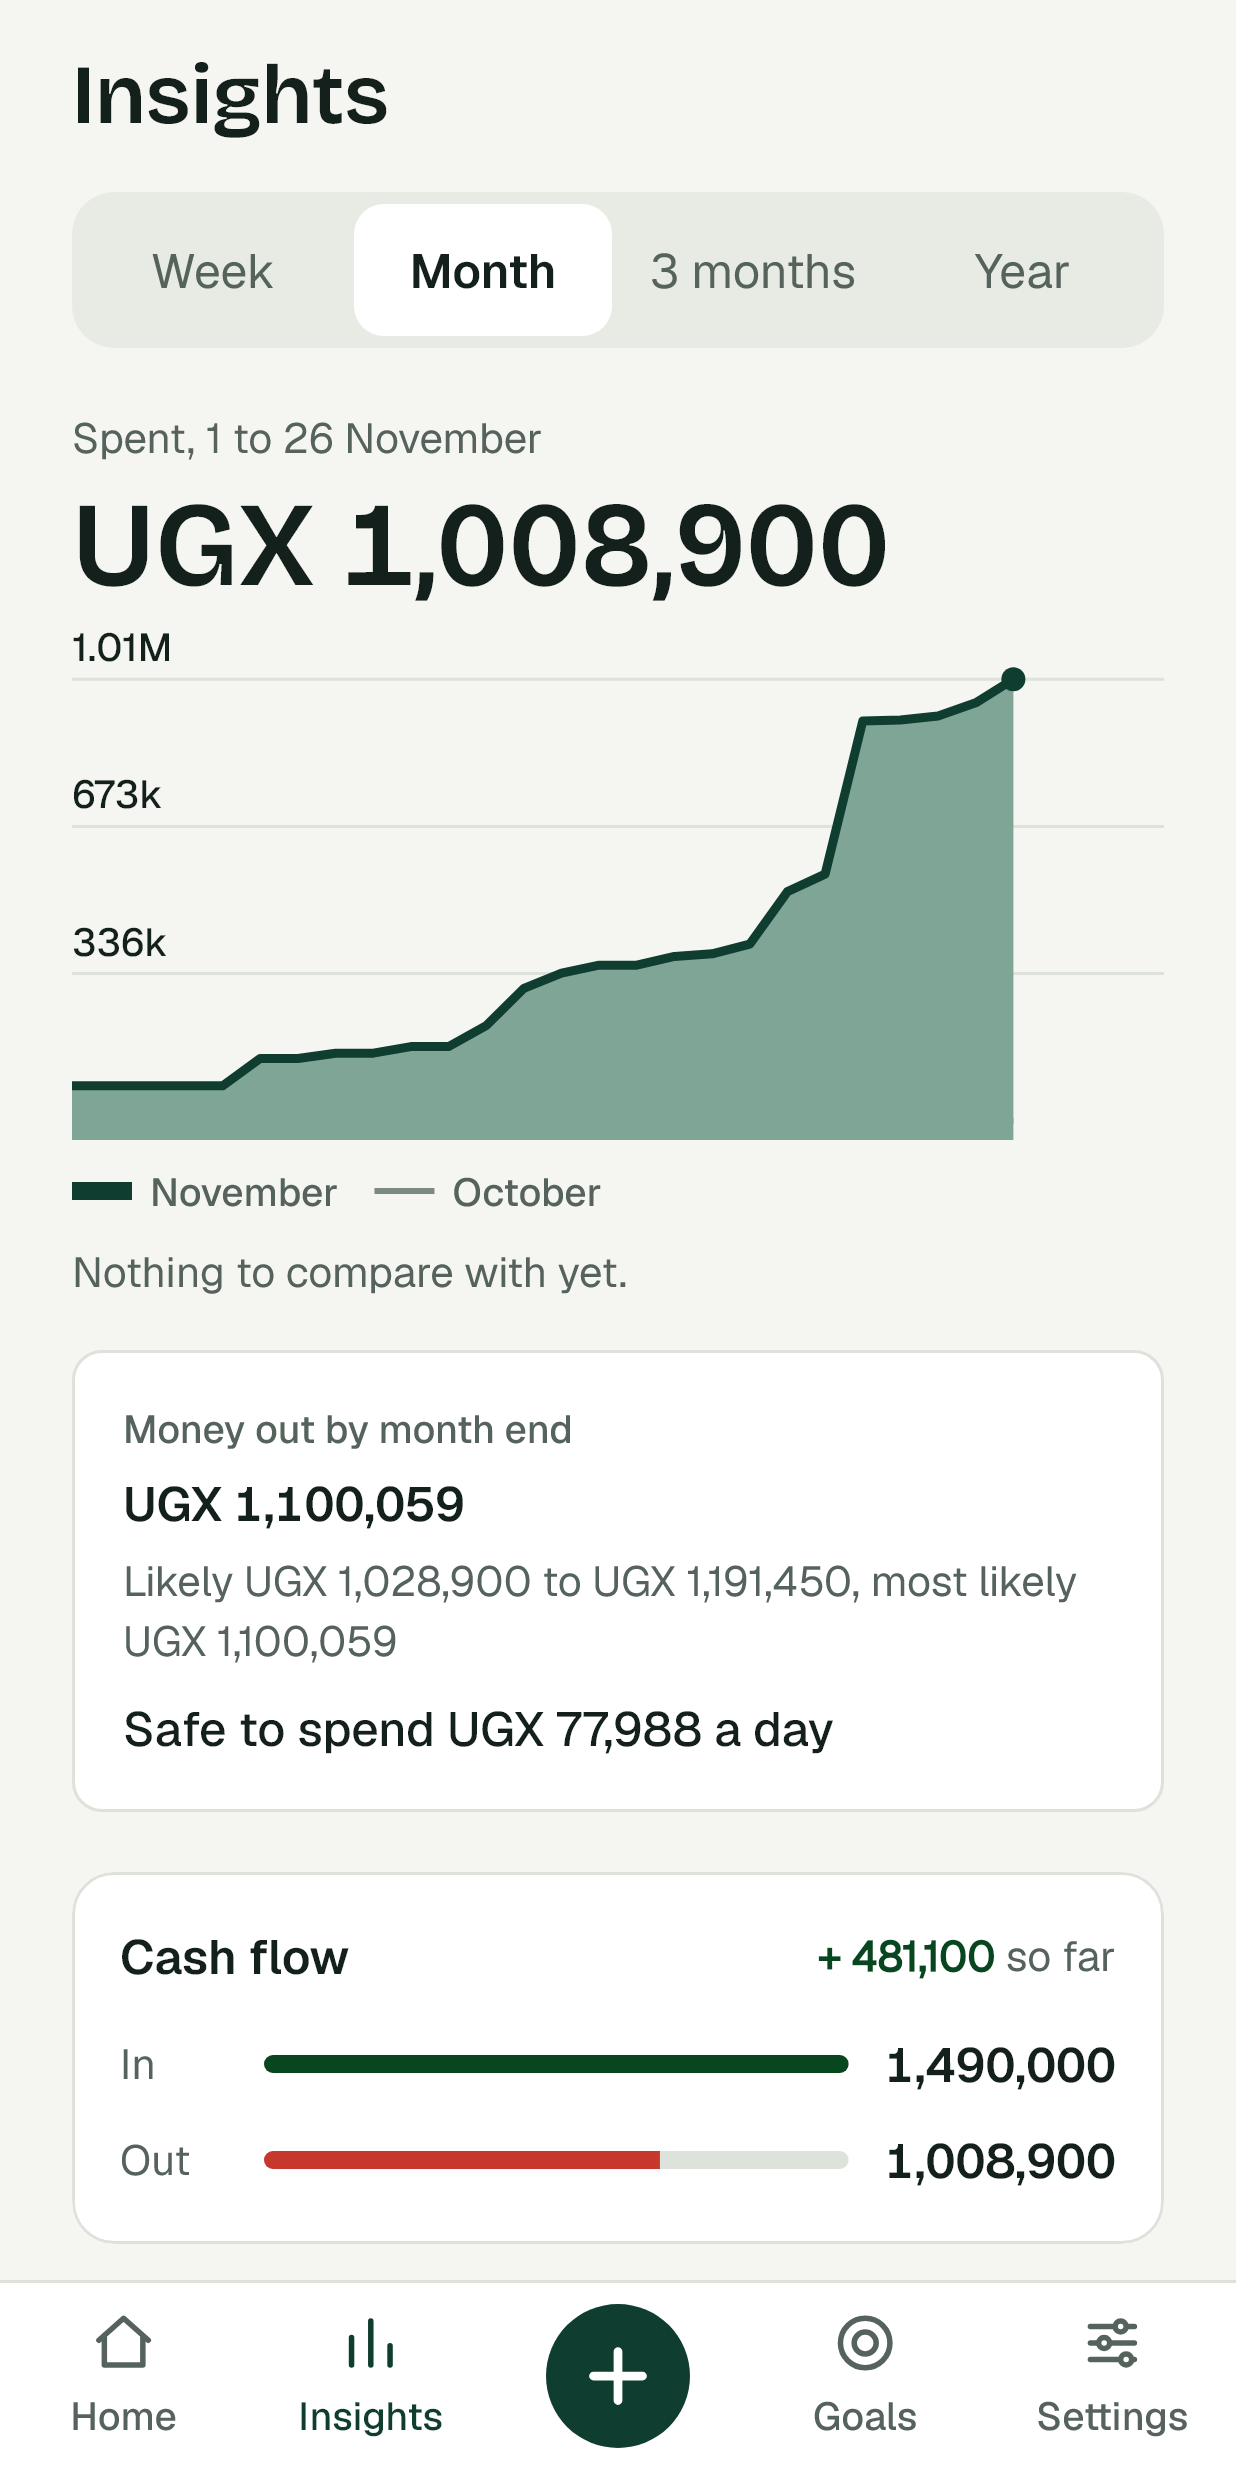 Insights
Week Month 3 months Year
Spent, 1 to 26 November
UGX 1,008,900
1.01M
673k
336k
November October
Nothing to compare with yet.
Money out by month end
UGX 1,100,059
Likely UGX 1,028,900 to UGX 1,191,450, most likely
UGX 1,100,059
Safe to spend UGX 77,988 a day
Cash flow + 481,100 so far
In 1,490,000
Out 1,008,900
Home Insights Goals Settings